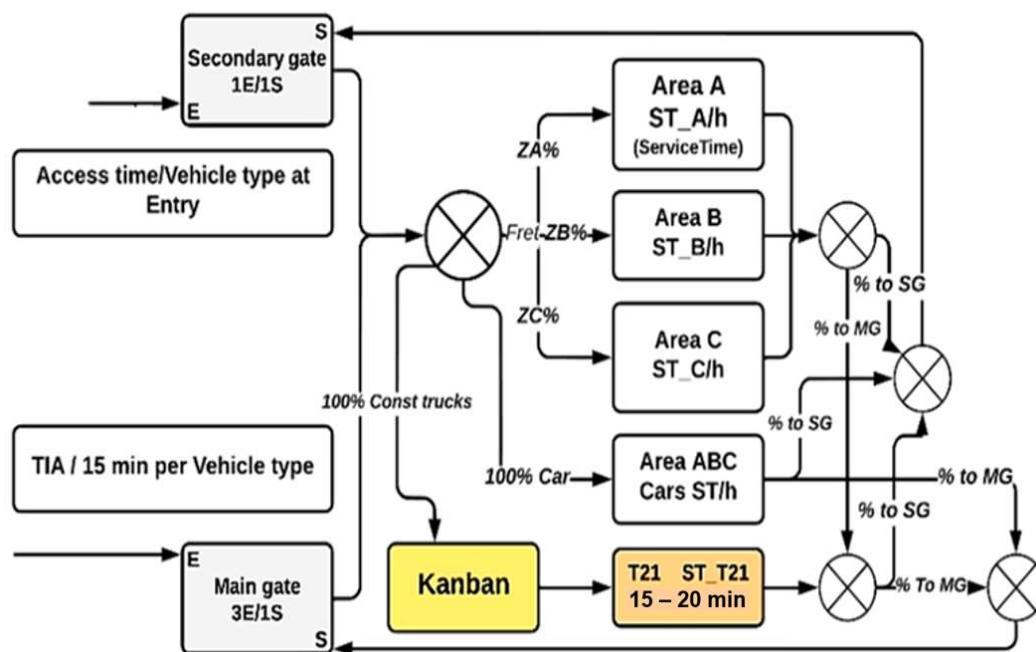 S
Secondary gate
1E/1S
E
Access time/Vehicle type at
Entry
TIA / 15 min per Vehicle type
E
Main gate
3E/1S
S
ZA%
Fret ZB%
ZC%
100% Const trucks
100% Car
Area A
ST_A/h
(ServiceTime)
Area B
ST_B/h
Area C
ST_C/h
Area ABC
Cars ST/h
Kanban
T21 ST_T21
15 – 20 min
% to SG
% to MG
% to SG
% to MG
% to SG
% To MG